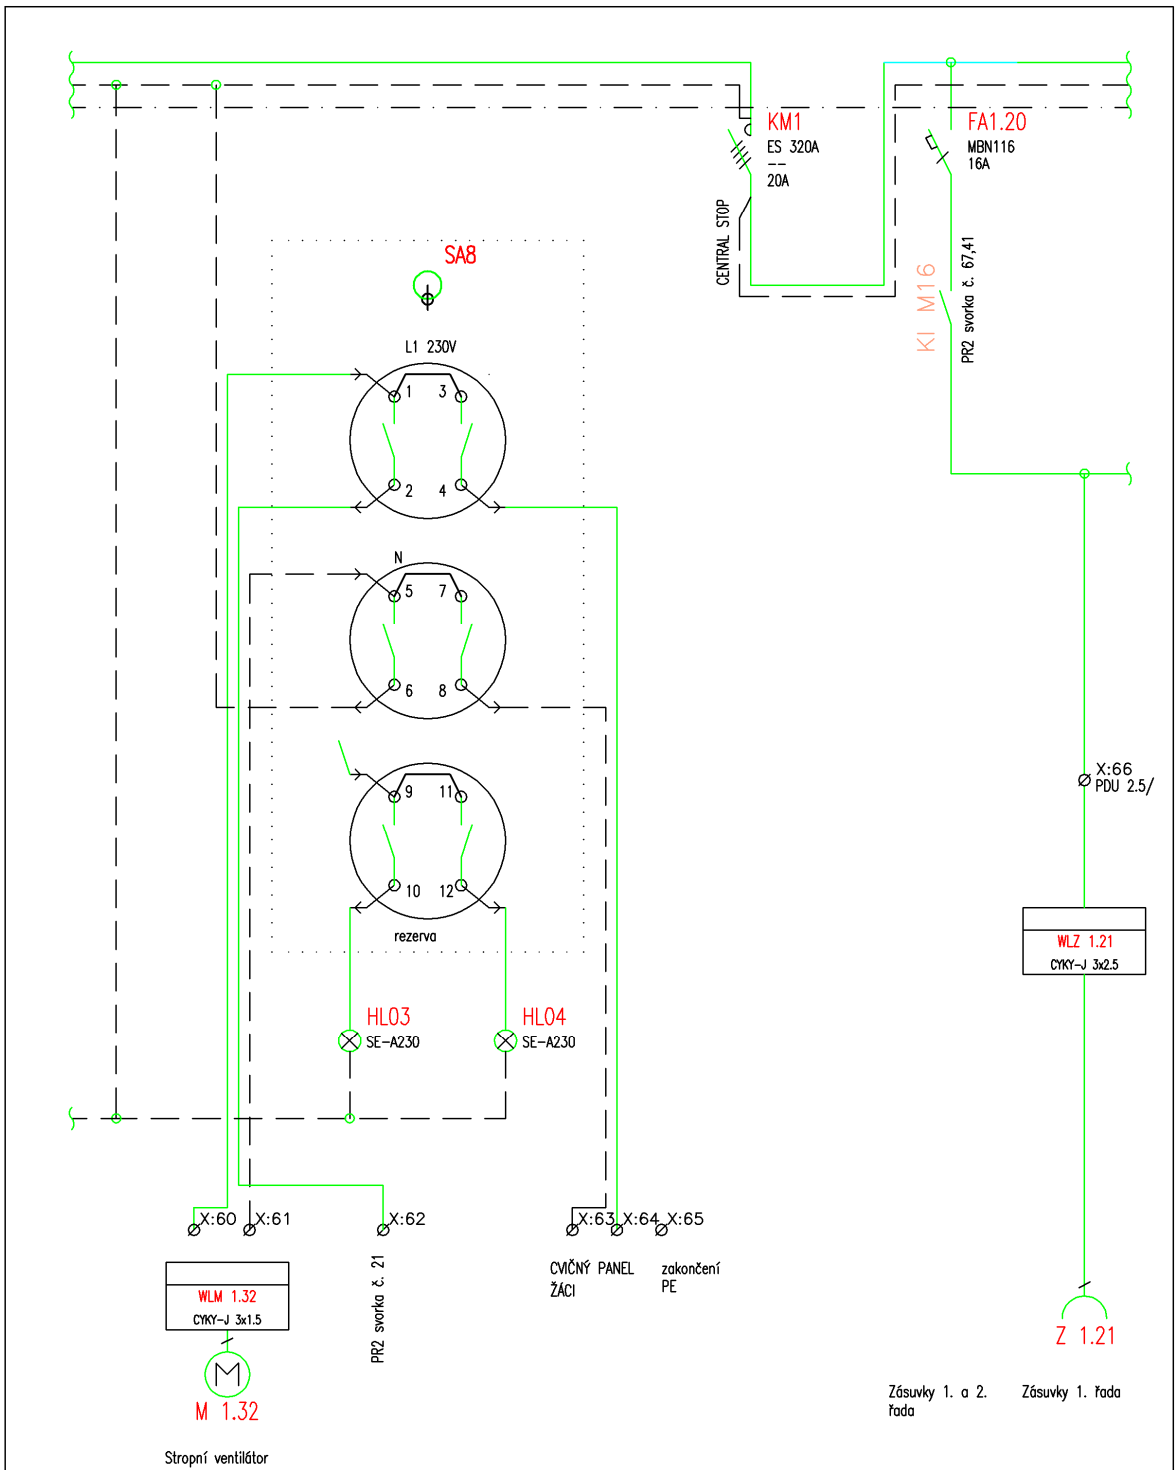 KM1
ES 320A
--
20A
CENTRAL STOP
FA1.20
MBN116
16A
KI M16
PR2 svorka č. 67,41
SA8
L1 230V
1 3
2 4
N
5 7
6 8
9 11
10 12
rezerva
HL03
SE-A230
HL04
SE-A230
X:66
PDU 2.5/
WLZ 1.21
CYKY-J 3x2.5
Z 1.21
X:60 X:61 X:62 X:63 X:64 X:65
WLM 1.32
CYKY-J 3x1.5
M
M 1.32
Stropní ventilátor
PR2 svorka č. 21
CVIČNÝ PANEL
ŽÁCI
zakončení
PE
Zásuvky 1. a 2.
řada
Zásuvky 1. řada